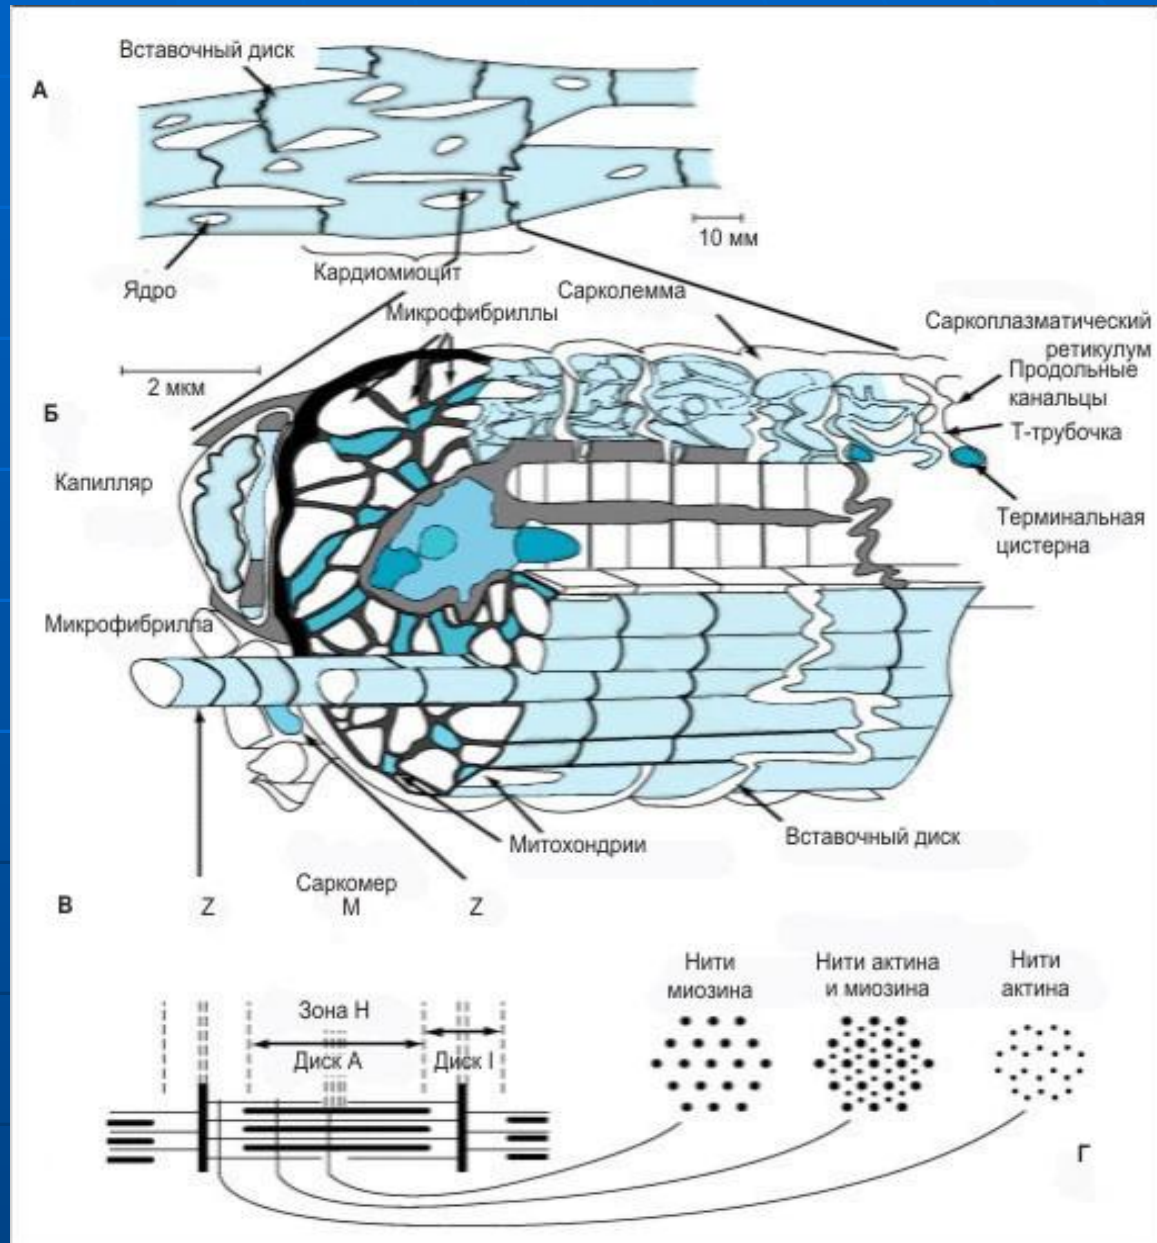 Вставочный диск
А
10 мм
Ядро
Кардиомиоцит
Сарколемма
Микрофибриллы
Саркоплазматический
ретикулум
Продольные
канальцы
2 мкм
Б
Т-трубочка
Капилляр
Терминальная
цистерна
Микрофибрилла
Митохондрии
Вставочный диск
Саркомер
В
Z
М
Z
Нити
миозина
Нити актина
и миозина
Нити
актина
Зона Н
Диск А
Диск I
Г